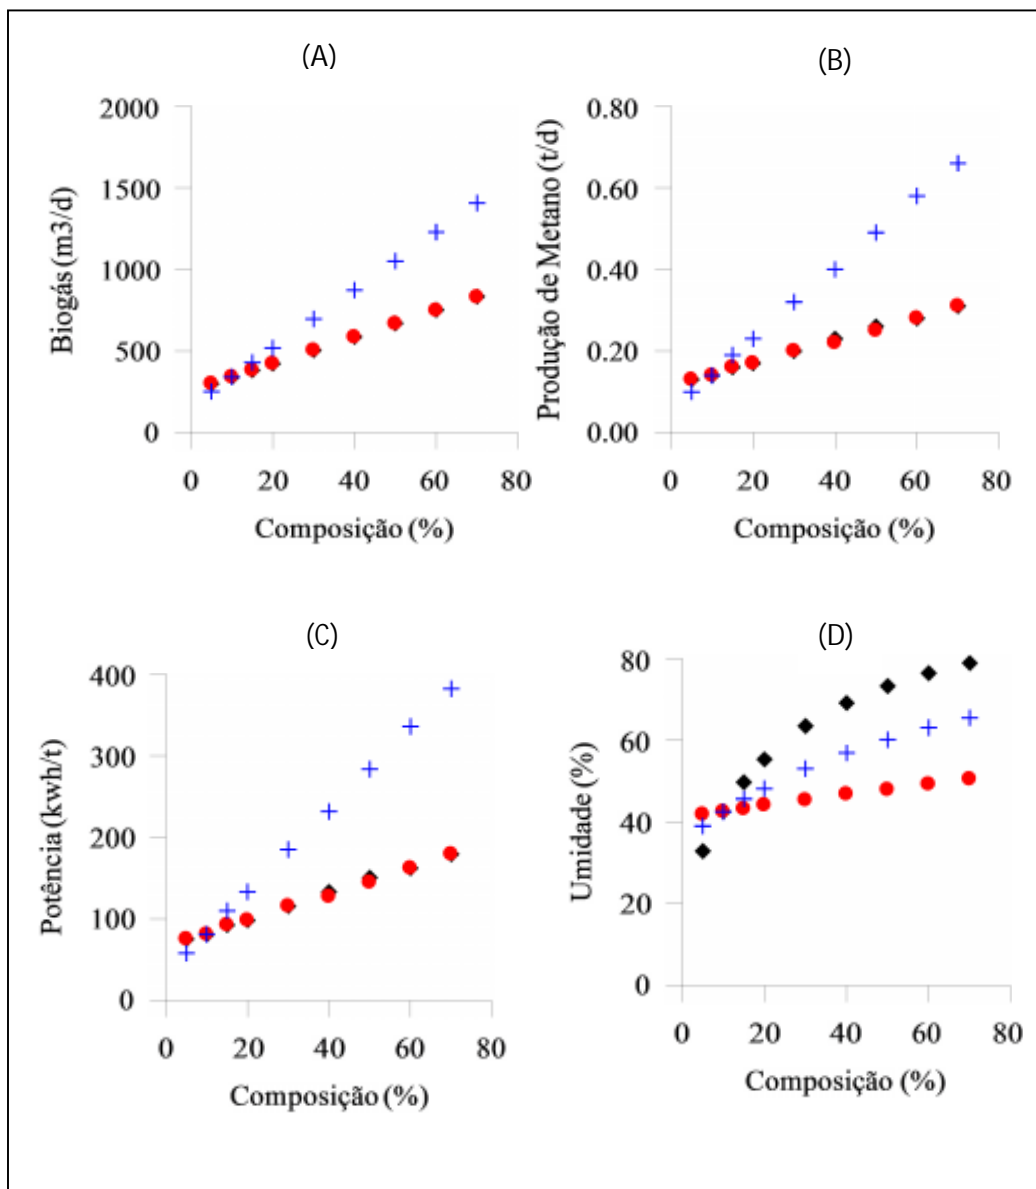 (A)
2000
1500
1000
500
0
0 20 40 60 80
Biogás (m3/d)
Composição (%)
(B)
0.80
0.60
0.40
0.20
0.00
0 20 40 60 80
Produção de Metano (t/d)
Composição (%)
(C)
400
300
200
100
0
0 20 40 60 80
Potência (kwh/t)
Composição (%)
(D)
80
60
40
20
0
0 20 40 60 80
Umidade (%)
Composição (%)